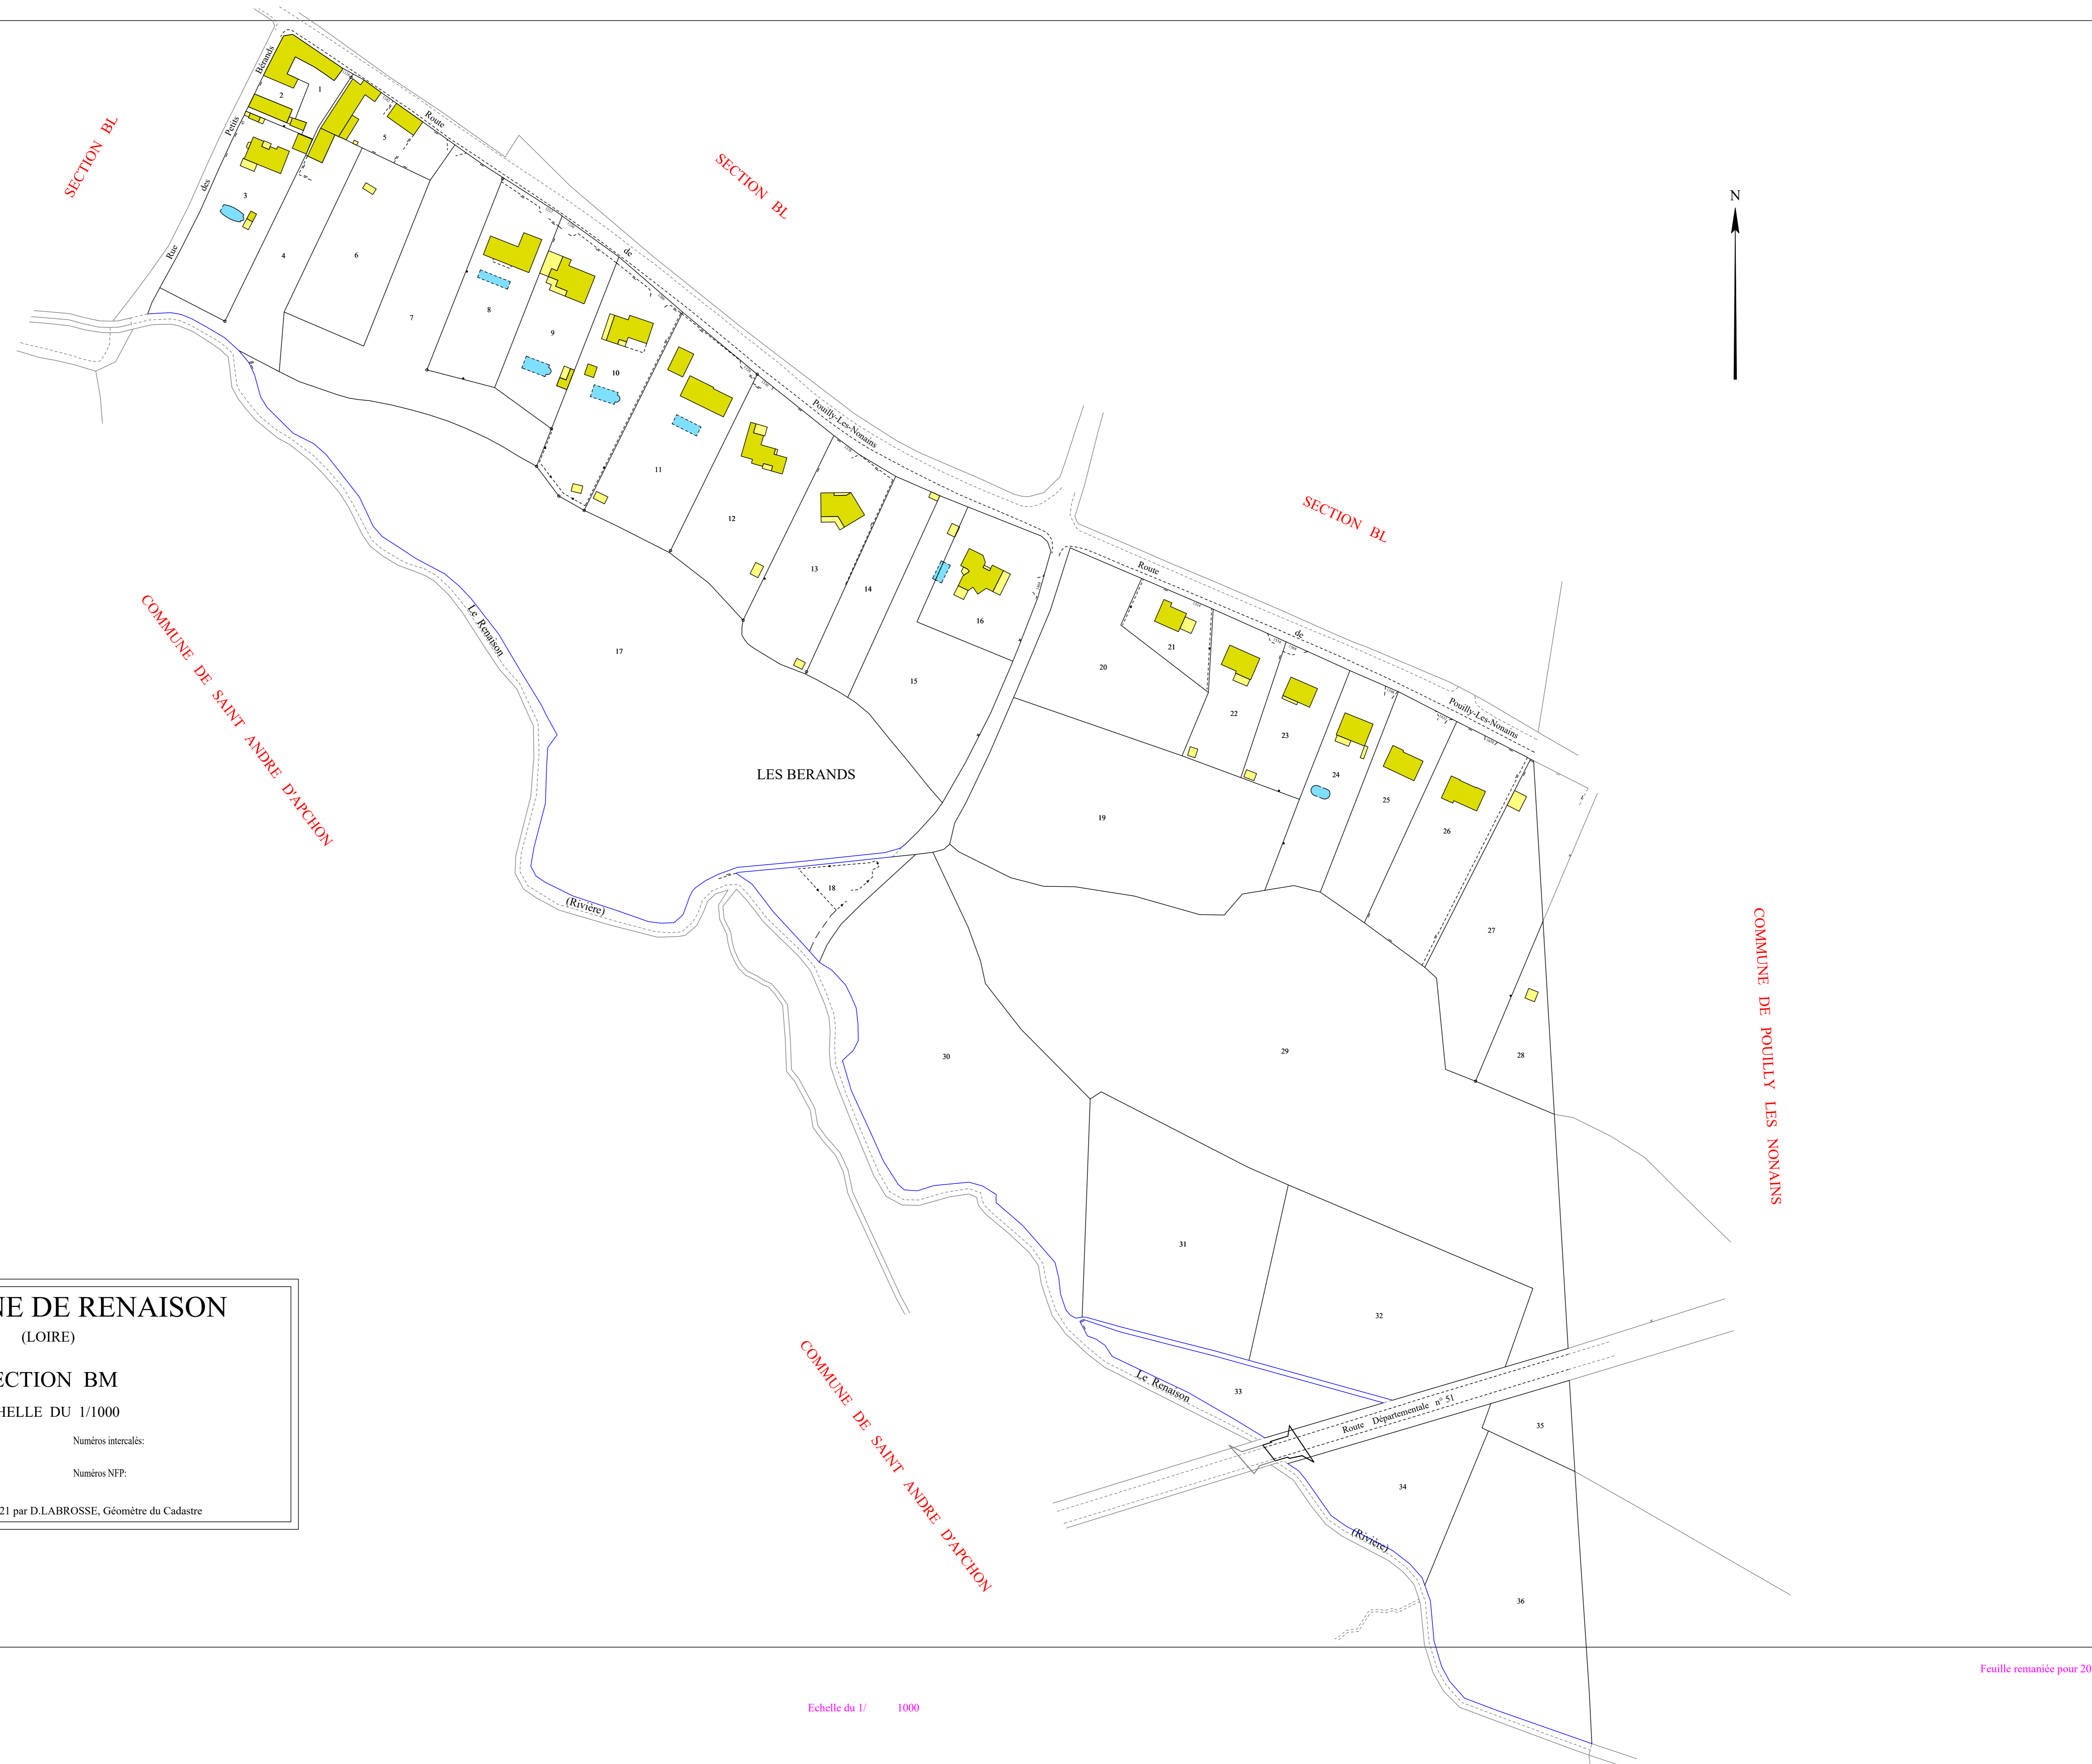 SECTION BL
SECTION BL
SECTION BL
N
Rue des Petits Bérands
Route de Pouilly-Les-Nonains
Route de Pouilly-Les-Nonains
1
2
3
4
5
6
7
8
9
10
11
12
13
14
15
16
17
18
19
20
21
22
23
24
25
26
27
28
29
30
31
32
33
34
35
36
LES BERANDS
Le Renaison
(Rivière)
Le Renaison
(Rivière)
COMMUNE DE SAINT ANDRE D'APCHON
COMMUNE DE SAINT ANDRE D'APCHON
COMMUNE DE POUILLY LES NONAINS
Route Départementale n° 51
NE DE RENAISON
(LOIRE)
ECTION BM
HELLE DU 1/1000
Numéros intercalés:
Numéros NFP:
21 par D.LABROSSE, Géomètre du Cadastre
Echelle du 1/ 1000
Feuille remaniée pour 20